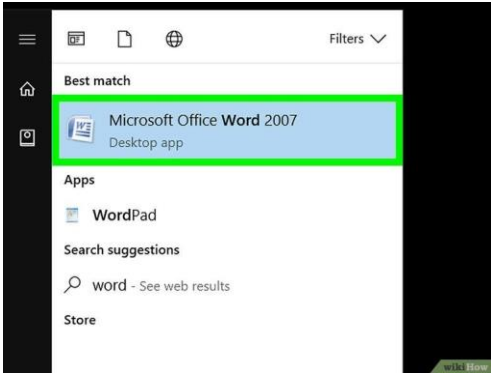 Filters
Best match
Microsoft Office Word 2007
Desktop app
Apps
WordPad
Search suggestions
word - See web results
Store
wikiHow